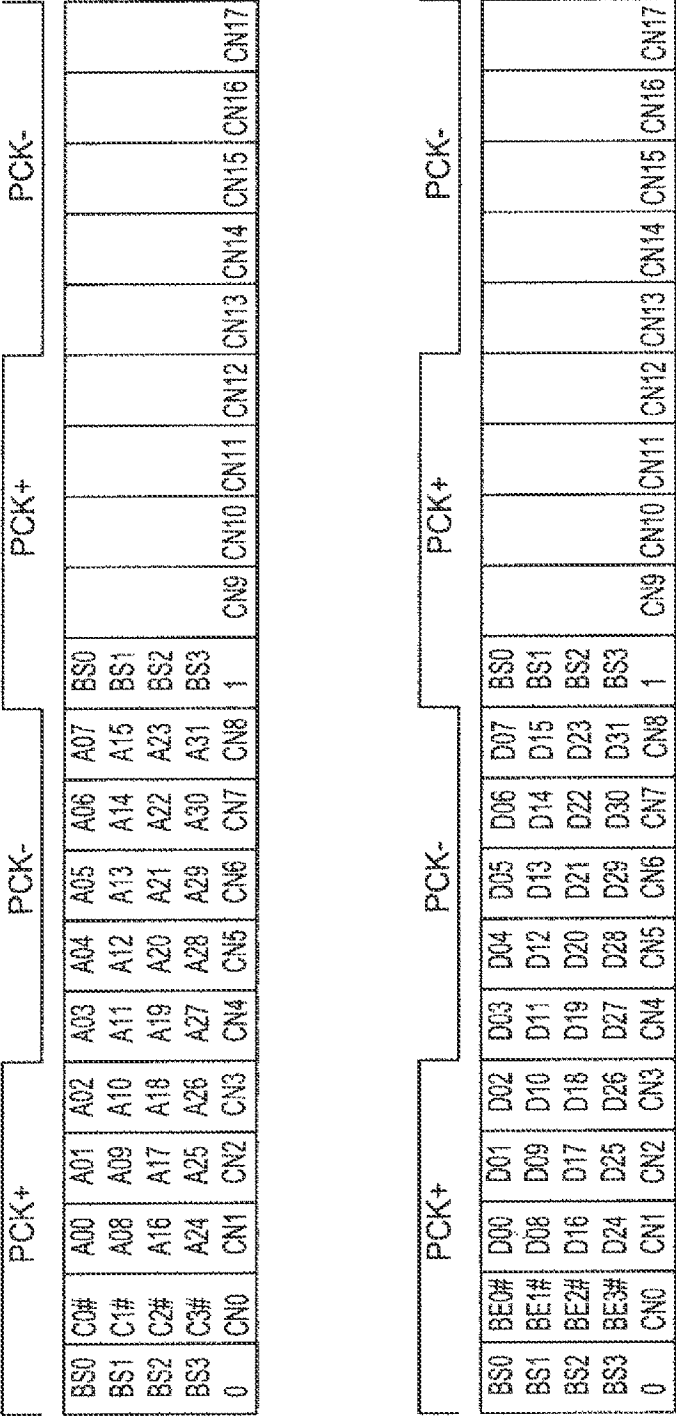 PCK+ PCK- PCK+ PCK-
BS0 C0# A00 A01 A02 A03 A04 A05 A06 A07 BS0
BS1 C1# A08 A09 A10 A11 A12 A13 A14 A15 BS1
BS2 C2# A16 A17 A18 A19 A20 A21 A22 A23 BS2
BS3 C3# A24 A25 A26 A27 A28 A29 A30 A31 BS3
0 CN0 CN1 CN2 CN3 CN4 CN5 CN6 CN7 CN8 1 CN9 CN10 CN11 CN12 CN13 CN14 CN15 CN16 CN17
PCK+ PCK- PCK+ PCK-
BS0 BE0# D00 D01 D02 D03 D04 D05 D06 D07 BS0
BS1 BE1# D08 D09 D10 D11 D12 D13 D14 D15 BS1
BS2 BE2# D16 D17 D18 D19 D20 D21 D22 D23 BS2
BS3 BE3# D24 D25 D26 D27 D28 D29 D30 D31 BS3
0 CN0 CN1 CN2 CN3 CN4 CN5 CN6 CN7 CN8 1 CN9 CN10 CN11 CN12 CN13 CN14 CN15 CN16 CN17